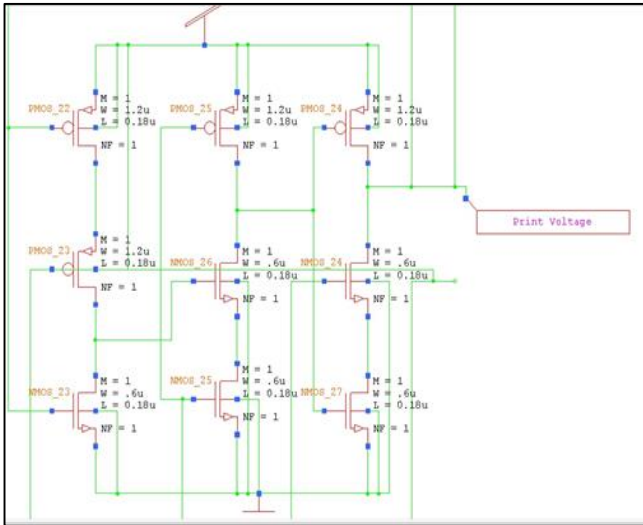 PMOS_22
M = 1
W = 1.2u
L = 0.18u
NF = 1
PMOS_25
M = 1
W = 1.2u
L = 0.18u
NF = 1
PMOS_24
M = 1
W = 1.2u
L = 0.18u
NF = 1
Print Voltage
PMOS_23
M = 1
W = 1.2u
L = 0.18u
NF = 1
NMOS_26
M = 1
W = .6u
L = 0.18u
NF = 1
NMOS_24
M = 1
W = .6u
L = 0.18u
NF = 1
NMOS_23
M = 1
W = .6u
L = 0.18u
NF = 1
NMOS_25
M = 1
W = .6u
L = 0.18u
NF = 1
NMOS_27
M = 1
W = .6u
L = 0.18u
NF = 1